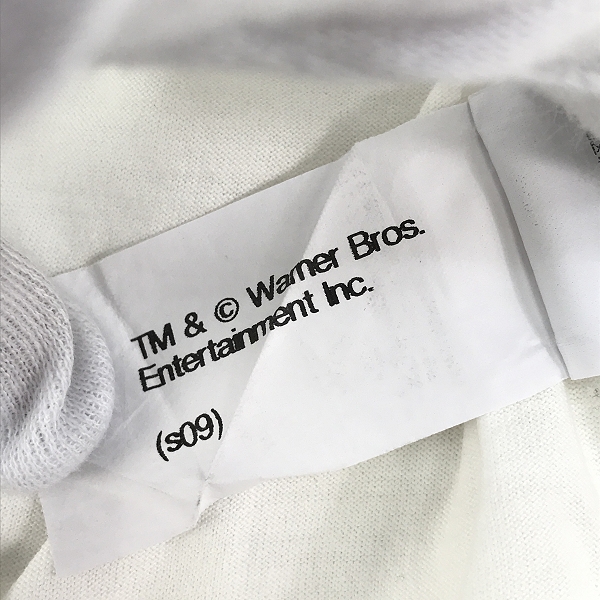 TM & © Warner Bros.
Entertainment Inc.
(s09)